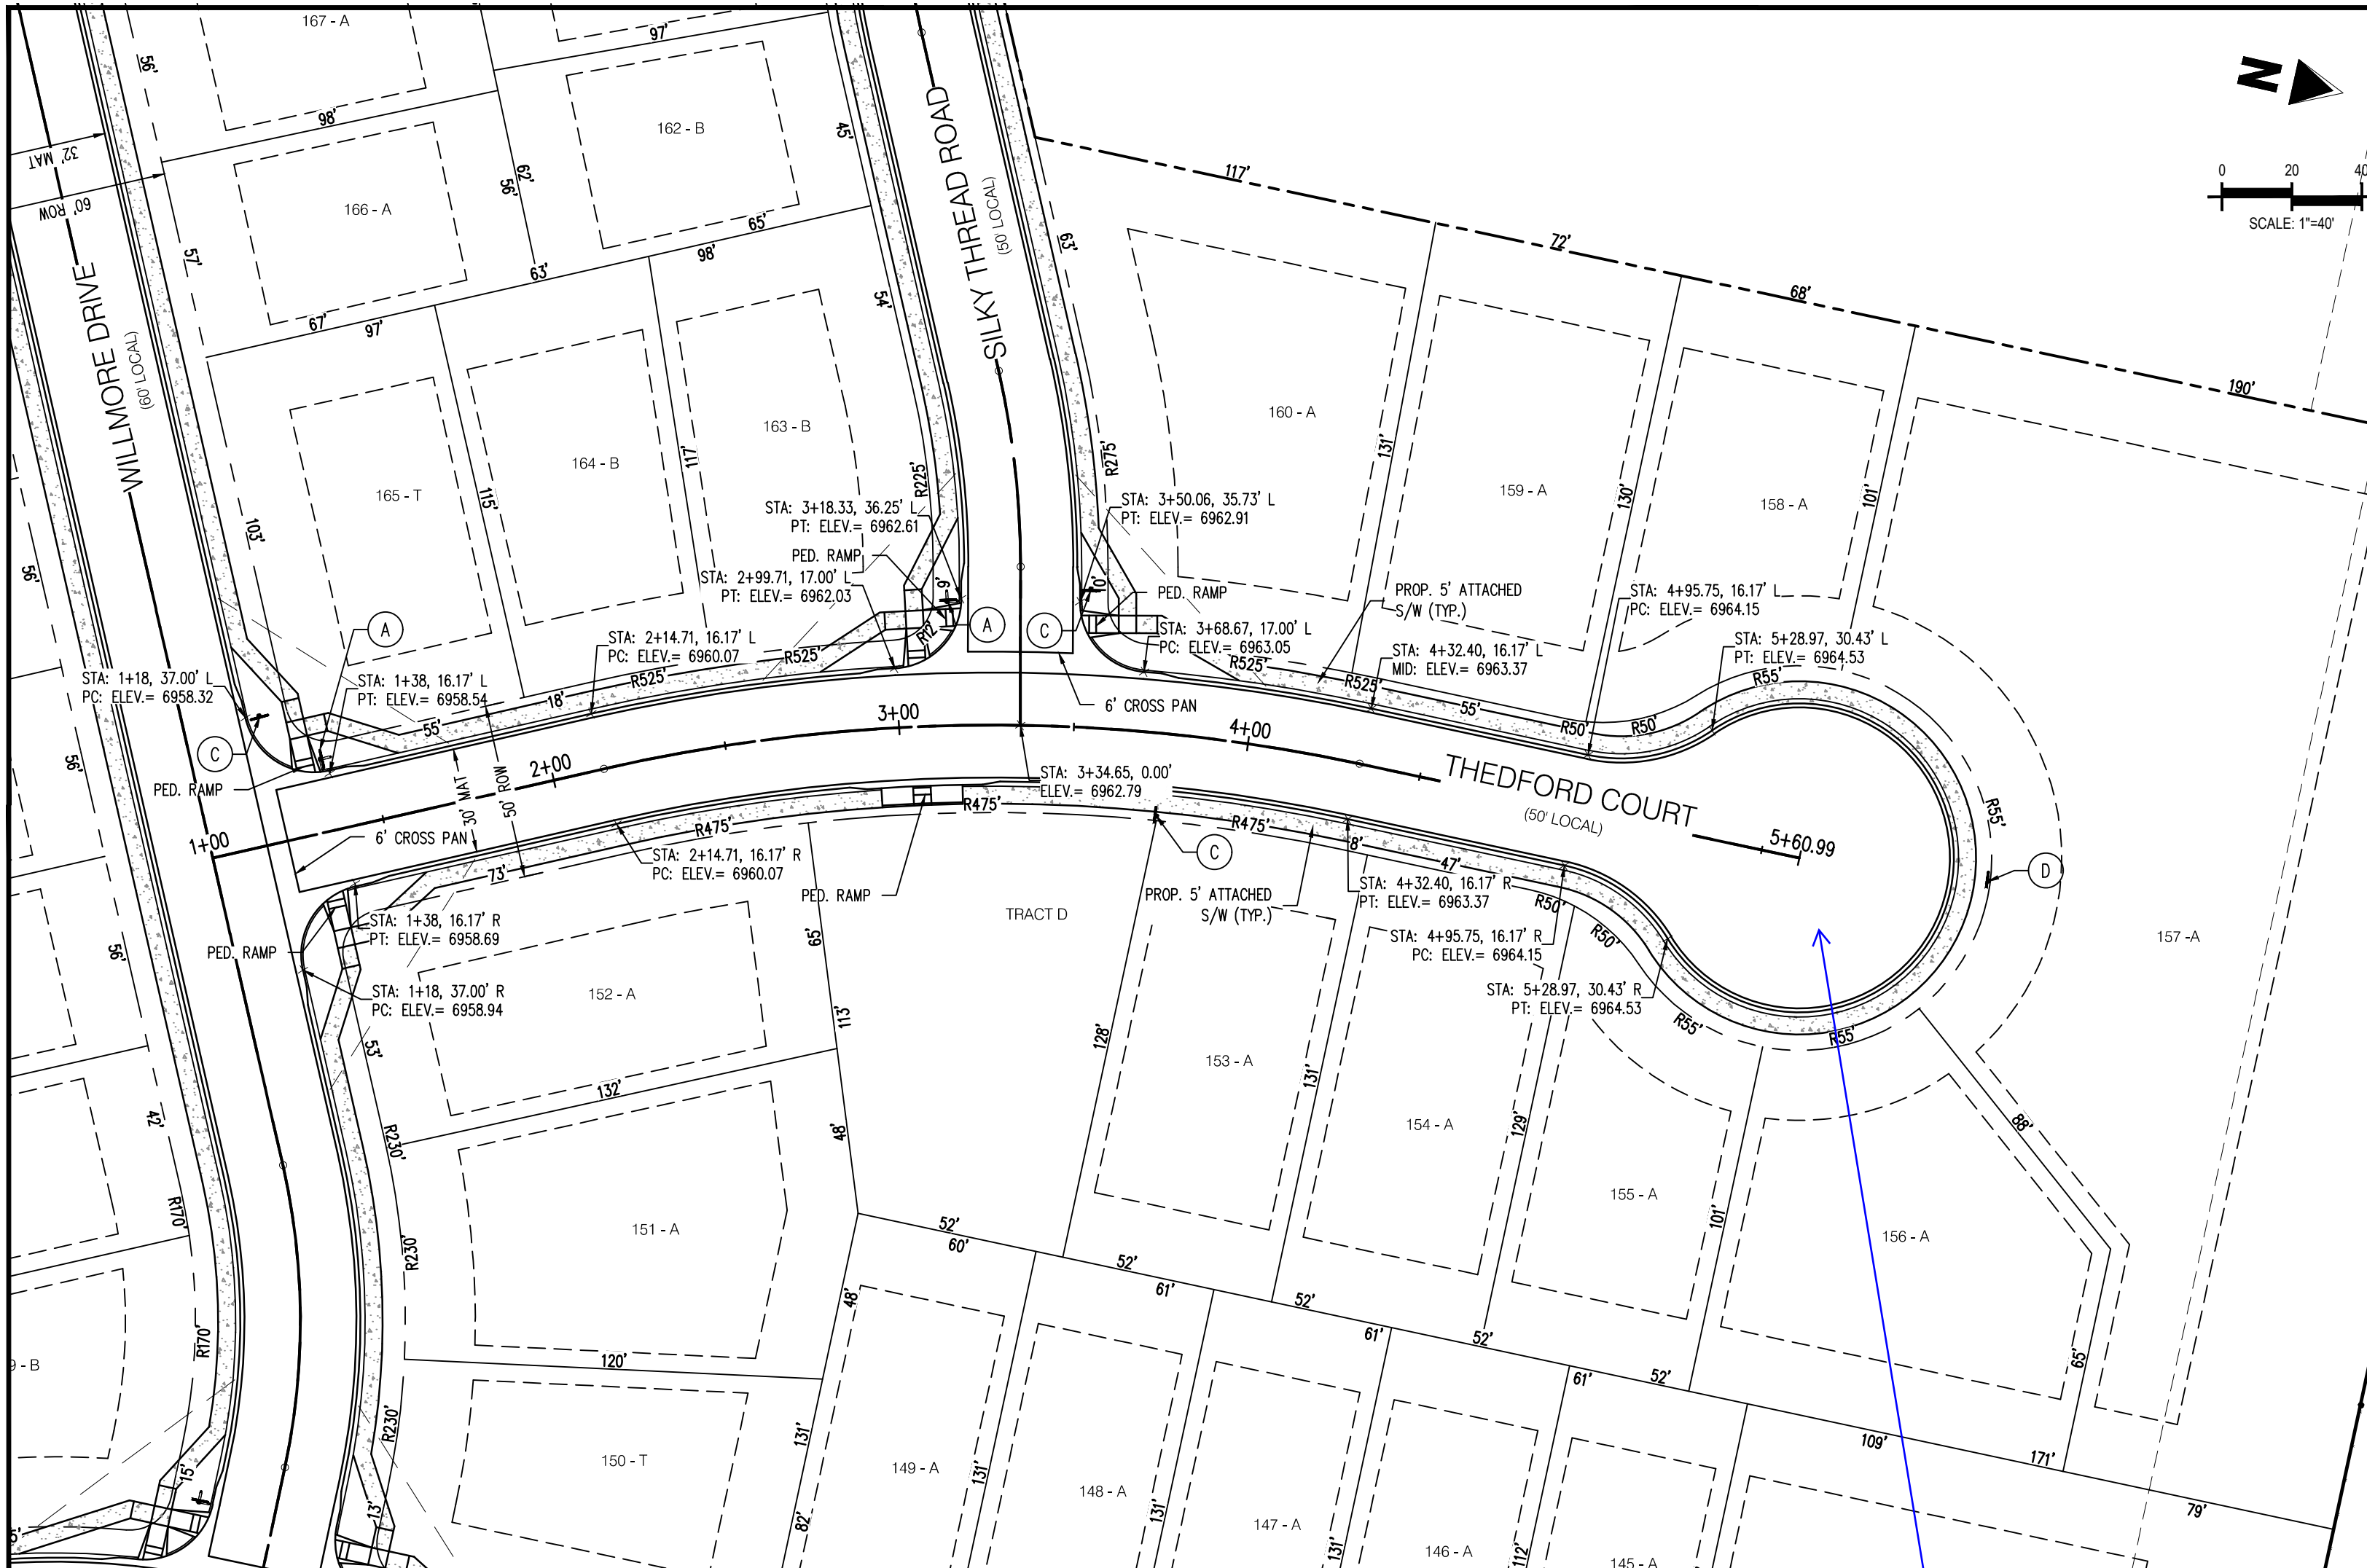 167 - A
97'
56'
98'
45'
162 - B
N
32' MAT
60' ROW
62'
56'
166 - A
65'
98'
57'
63'
67'
97'
54'
SILKY THREAD ROAD
(50' LOCAL)
63'
117'
72'
68'
190'
0 20 40
SCALE: 1"=40'
WILLMORE DRIVE
(60' LOCAL)
165 - T
164 - B
163 - B
160 - A
159 - A
158 - A
103'
115'
117'
R225'
R275'
131'
130'
101'
STA: 3+18.33, 36.25' L
PT: ELEV.= 6962.61
PED. RAMP
STA: 2+99.71, 17.00' L
PT: ELEV.= 6962.03
9'
R12'
A
C
10'
STA: 3+50.06, 35.73' L
PT: ELEV.= 6962.91
PED. RAMP
STA: 3+68.67, 17.00' L
PC: ELEV.= 6963.05
PROP. 5' ATTACHED
S/W (TYP.)
STA: 4+32.40, 16.17' L
MID: ELEV.= 6963.37
STA: 4+95.75, 16.17' L
PC: ELEV.= 6964.15
STA: 5+28.97, 30.43' L
PT: ELEV.= 6964.53
56'
A
STA: 1+18, 37.00' L
PC: ELEV.= 6958.32
STA: 1+38, 16.17' L
PT: ELEV.= 6958.54
STA: 2+14.71, 16.17' L
PC: ELEV.= 6960.07
R525'
R525'
18'
55'
C
PED. RAMP
R525'
R525'
55'
R50'
R50'
R55'
R55'
6' CROSS PAN
56'
1+00
2+00
3+00
4+00
5+60.99
6' CROSS PAN
30' MAT
50' ROW
STA: 3+34.65, 0.00'
ELEV.= 6962.79
THEDFORD COURT
(50' LOCAL)
R475'
R475'
R475'
8'
47'
73'
C
D
STA: 2+14.71, 16.17' R
PC: ELEV.= 6960.07
PED. RAMP
TRACT D
PROP. 5' ATTACHED
S/W (TYP.)
STA: 4+32.40, 16.17' R
PT: ELEV.= 6963.37
STA: 4+95.75, 16.17' R
PC: ELEV.= 6964.15
R50'
R50'
STA: 5+28.97, 30.43' R
PT: ELEV.= 6964.53
R55'
R55'
157 -A
STA: 1+38, 16.17' R
PT: ELEV.= 6958.69
PED. RAMP
STA: 1+18, 37.00' R
PC: ELEV.= 6958.94
56'
65'
152 - A
113'
53'
132'
128'
153 - A
131'
154 - A
129'
155 - A
101'
156 - A
88'
42'
R230'
48'
151 - A
R170'
R230'
52'
60'
52'
61'
52'
61'
52'
61'
52'
65'
48'
R170'
9 - B
120'
R230'
150 - T
131'
149 - A
131'
148 - A
131'
147 - A
131'
146 - A
112'
145 - A
109'
171'
79'
82'
15'
13'
5'